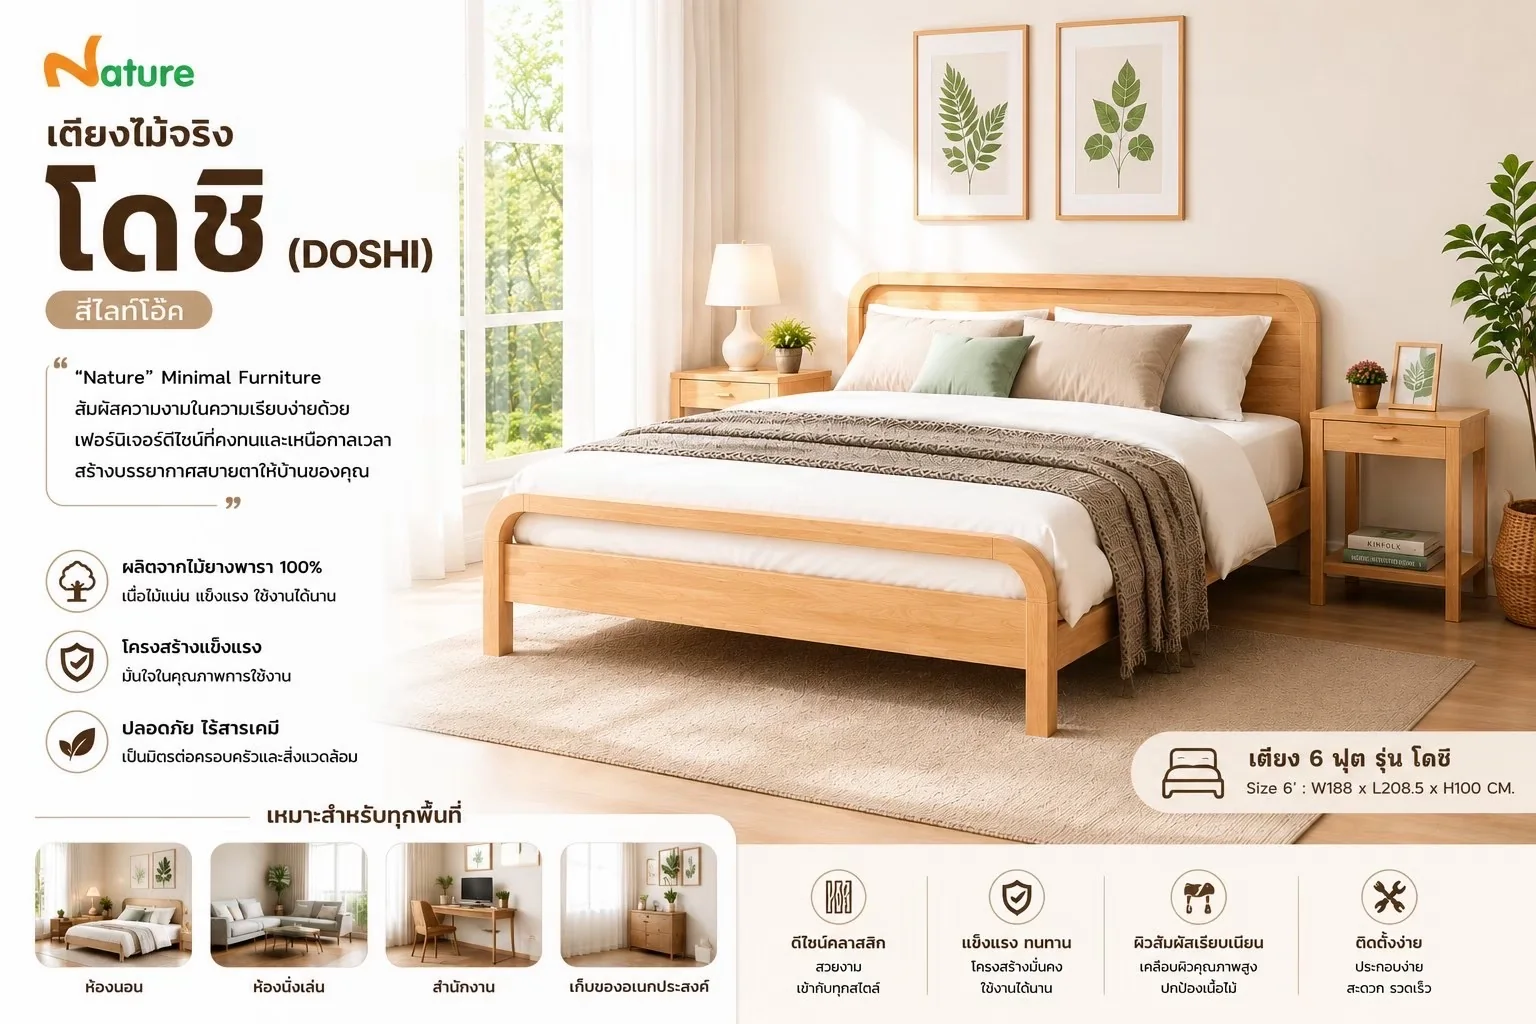 Nature
เตียงไม้จริง
โดชิ (DOSHI)
สีไลท์โอ๊ค
“Nature” Minimal Furniture
สัมผัสความงามในความเรียบง่ายด้วย
เฟอร์นิเจอร์ดีไซน์ที่คงทนและเหนือกาลเวลา
สร้างบรรยากาศสบายตาให้บ้านของคุณ
ผลิตจากไม้ยางพารา 100%
เนื้อไม้แน่น แข็งแรง ใช้งานได้นาน
โครงสร้างแข็งแรง
มั่นใจในคุณภาพการใช้งาน
ปลอดภัย ไร้สารเคมี
เป็นมิตรต่อครอบครัวและสิ่งแวดล้อม
KINFOLK
เตียง 6 ฟุต รุ่น โดชิ
Size 6' : W188 x L208.5 x H100 CM.
เหมาะสำหรับทุกพื้นที่
ห้องนอน
ห้องนั่งเล่น
สำนักงาน
เก็บของอเนกประสงค์
ดีไซน์คลาสสิก
สวยงาม
เข้ากับทุกสไตล์
แข็งแรง ทนทาน
โครงสร้างมั่นคง
ใช้งานได้นาน
ผิวสัมผัสเรียบเนียน
เคลือบผิวคุณภาพสูง
ปกป้องเนื้อไม้
ติดตั้งง่าย
ประกอบง่าย
สะดวก รวดเร็ว